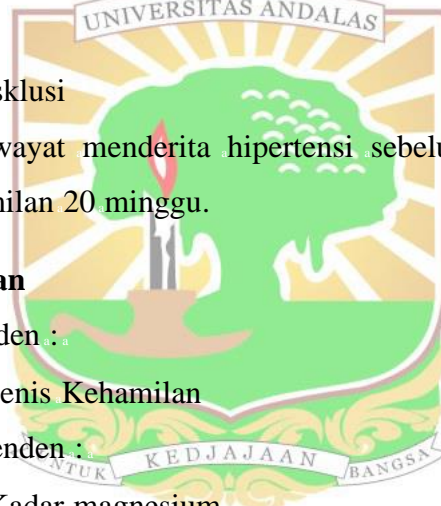 UNIVERSITAS ANDALAS
sklusi
wayat menderita hipertensi sebelu
nilan 20 minggu.
an
den :
enis Kehamilan
enden :
UNTUK KEDJAJAAN BANGSA
Kadar magnesium